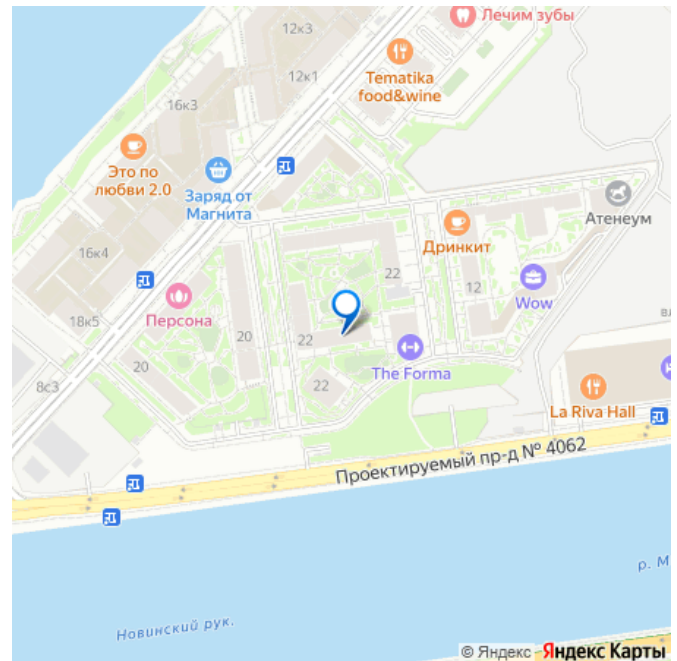 12к3
Лечим зубы
12к1
Tematika
food&wine
16к3
Это по
любви 2.0
Заряд от
Магнита
Атенеум
Дринкит
16к4
22
12
Wow
Персона
18к5
22
20
The Forma
20
22
8с3
La Riva Hall
Проектируемый пр-д № 4062
р. М
Новинский рук.
© Яндекс Яндекс Карты